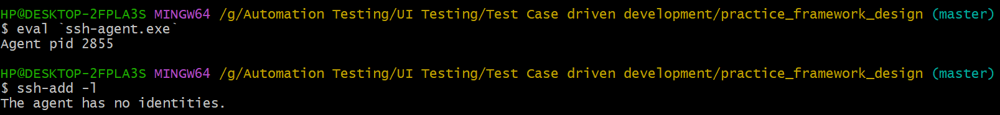 HP@DESKTOP-2FPLA3S MINGW64 /g/Automation Testing/UI Testing/Test Case driven development/practice_framework_design (master)
$ eval `ssh-agent.exe`
Agent pid 2855
HP@DESKTOP-2FPLA3S MINGW64 /g/Automation Testing/UI Testing/Test Case driven development/practice_framework_design (master)
$ ssh-add -l
The agent has no identities.